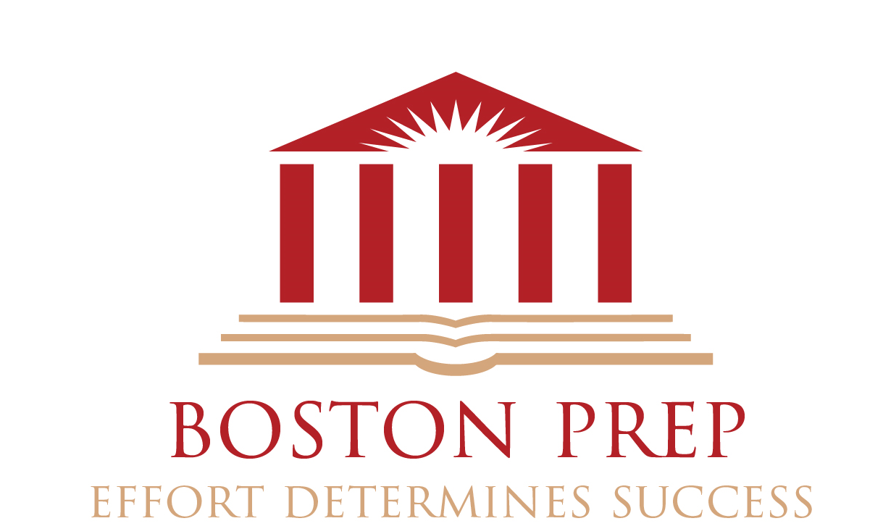 BOSTON PREP
EFFORT DETERMINES SUCCESS